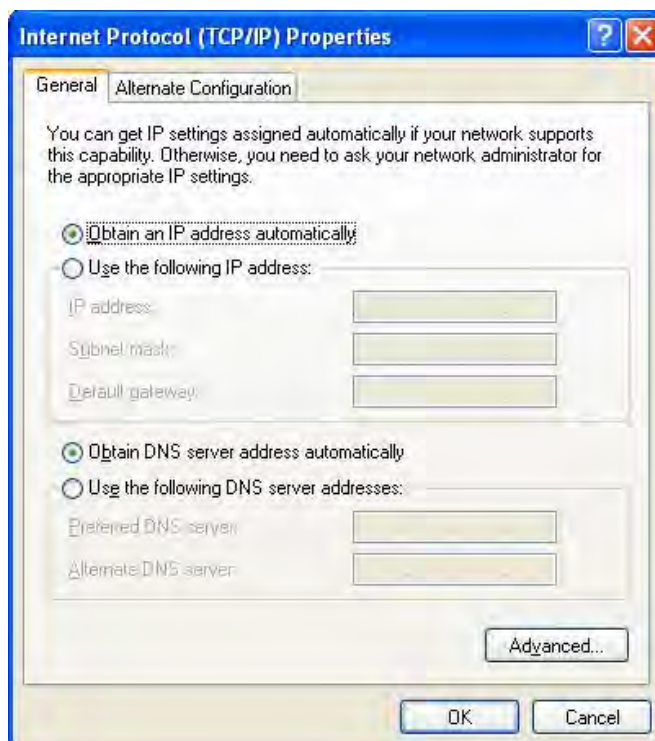 Internet Protocol (TCP/IP) Properties
General
Alternate Configuration
You can get IP settings assigned automatically if your network supports
this capability. Otherwise, you need to ask your network administrator for
the appropriate IP settings.
Obtain an IP address automatically
Use the following IP address:
IP address:
Subnet mask:
Default gateway:
Obtain DNS server address automatically
Use the following DNS server addresses:
Preferred DNS server:
Alternate DNS server:
Advanced...
OK
Cancel